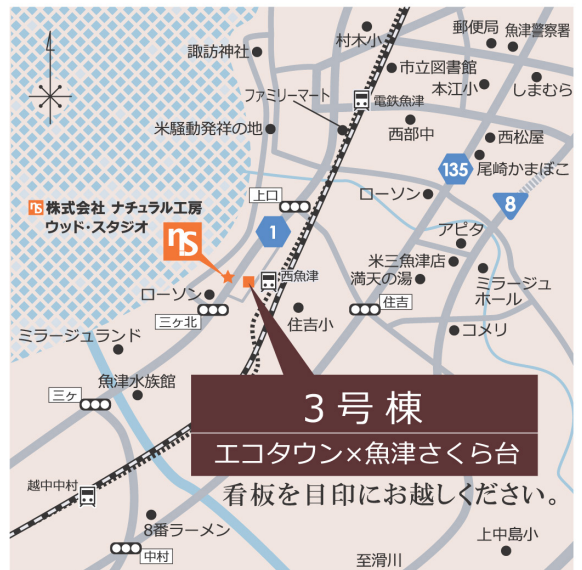 村木小
郵便局
魚津警察署
諏訪神社
市立図書館
本江小
しまむら
ファミリーマート
電鉄魚津
米騒動発祥の地
西部中
西松屋
尾崎かまぼこ
135
ローソン
8
上口
ns 株式会社 ナチュラル工房
ウッド・スタジオ
ns
1
アピタ
米三魚津店
西魚津
満天の湯
ミラージュ
ホール
ローソン
三ヶ北
住吉小
住吉
コメリ
ミラージュランド
魚津水族館
三ヶ
3号棟
エコタウン×魚津さくら台
看板を目印にお越しください。
越中中村
8番ラーメン
中村
至滑川
上中島小